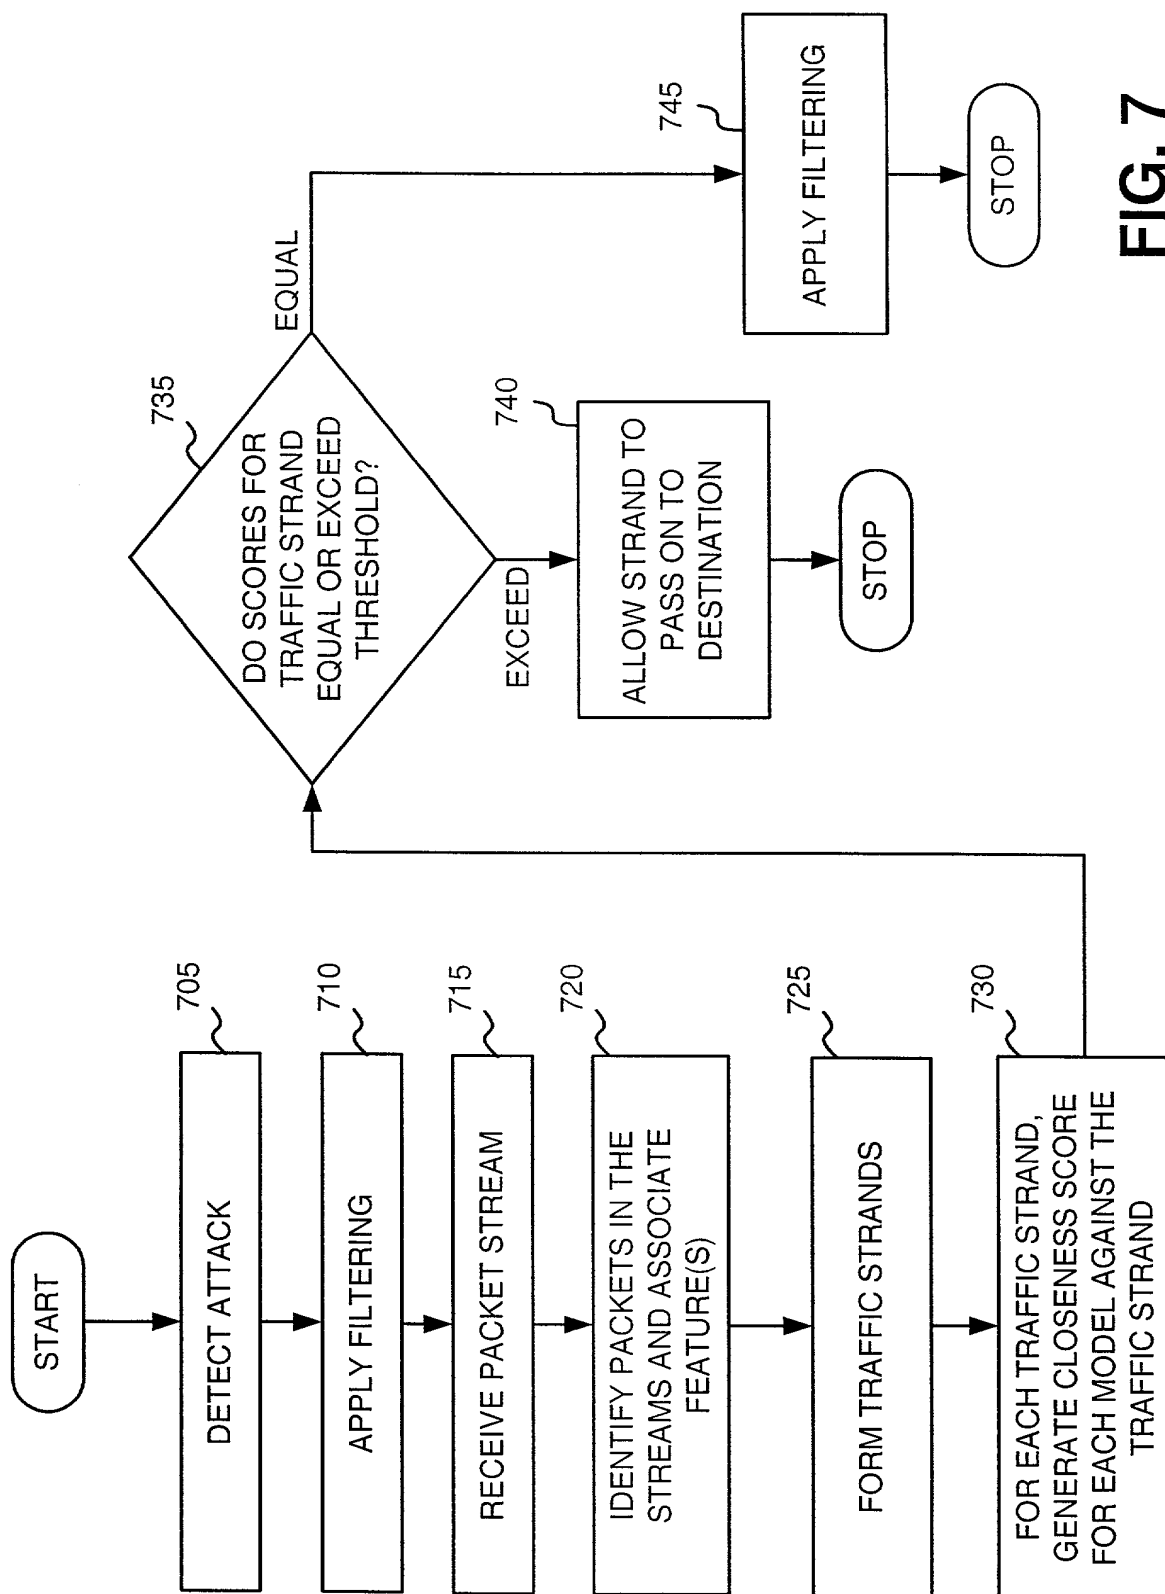 START
705
DETECT ATTACK
710
APPLY FILTERING
715
RECEIVE PACKET STREAM
720
IDENTIFY PACKETS IN THE
STREAMS AND ASSOCIATE
FEATURE(S)
725
FORM TRAFFIC STRANDS
730
FOR EACH TRAFFIC STRAND,
GENERATE CLOSENESS SCORE
FOR EACH MODEL AGAINST THE
TRAFFIC STRAND
735
DO SCORES FOR
TRAFFIC STRAND
EQUAL OR EXCEED
THRESHOLD?
EQUAL
EXCEED
740
ALLOW STRAND TO
PASS ON TO
DESTINATION
STOP
745
APPLY FILTERING
STOP
FIG. 7